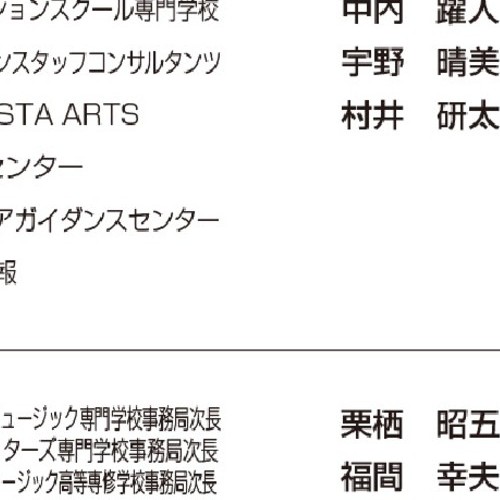 ションスクール専門学校　中内　躍人
ンスタッフコンサルタンツ　宇野　晴美
STA ARTS　村井　研太
センター
アガイダンスセンター
報
ュージック専門学校事務局次長　栗栖　昭五
ターズ専門学校事務局次長
ージック高等専修学校事務局次長　福間　幸夫